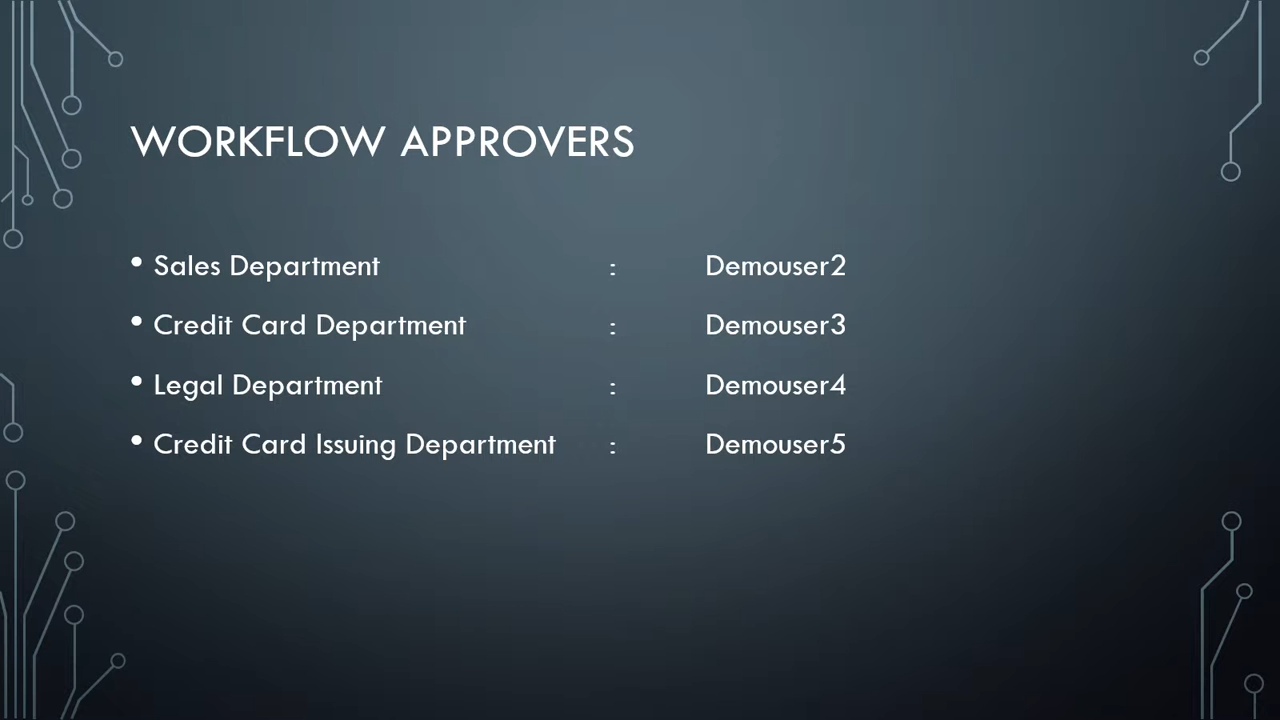 WORKFLOW APPROVERS
• Sales Department : Demouser2
• Credit Card Department : Demouser3
• Legal Department : Demouser4
• Credit Card Issuing Department : Demouser5